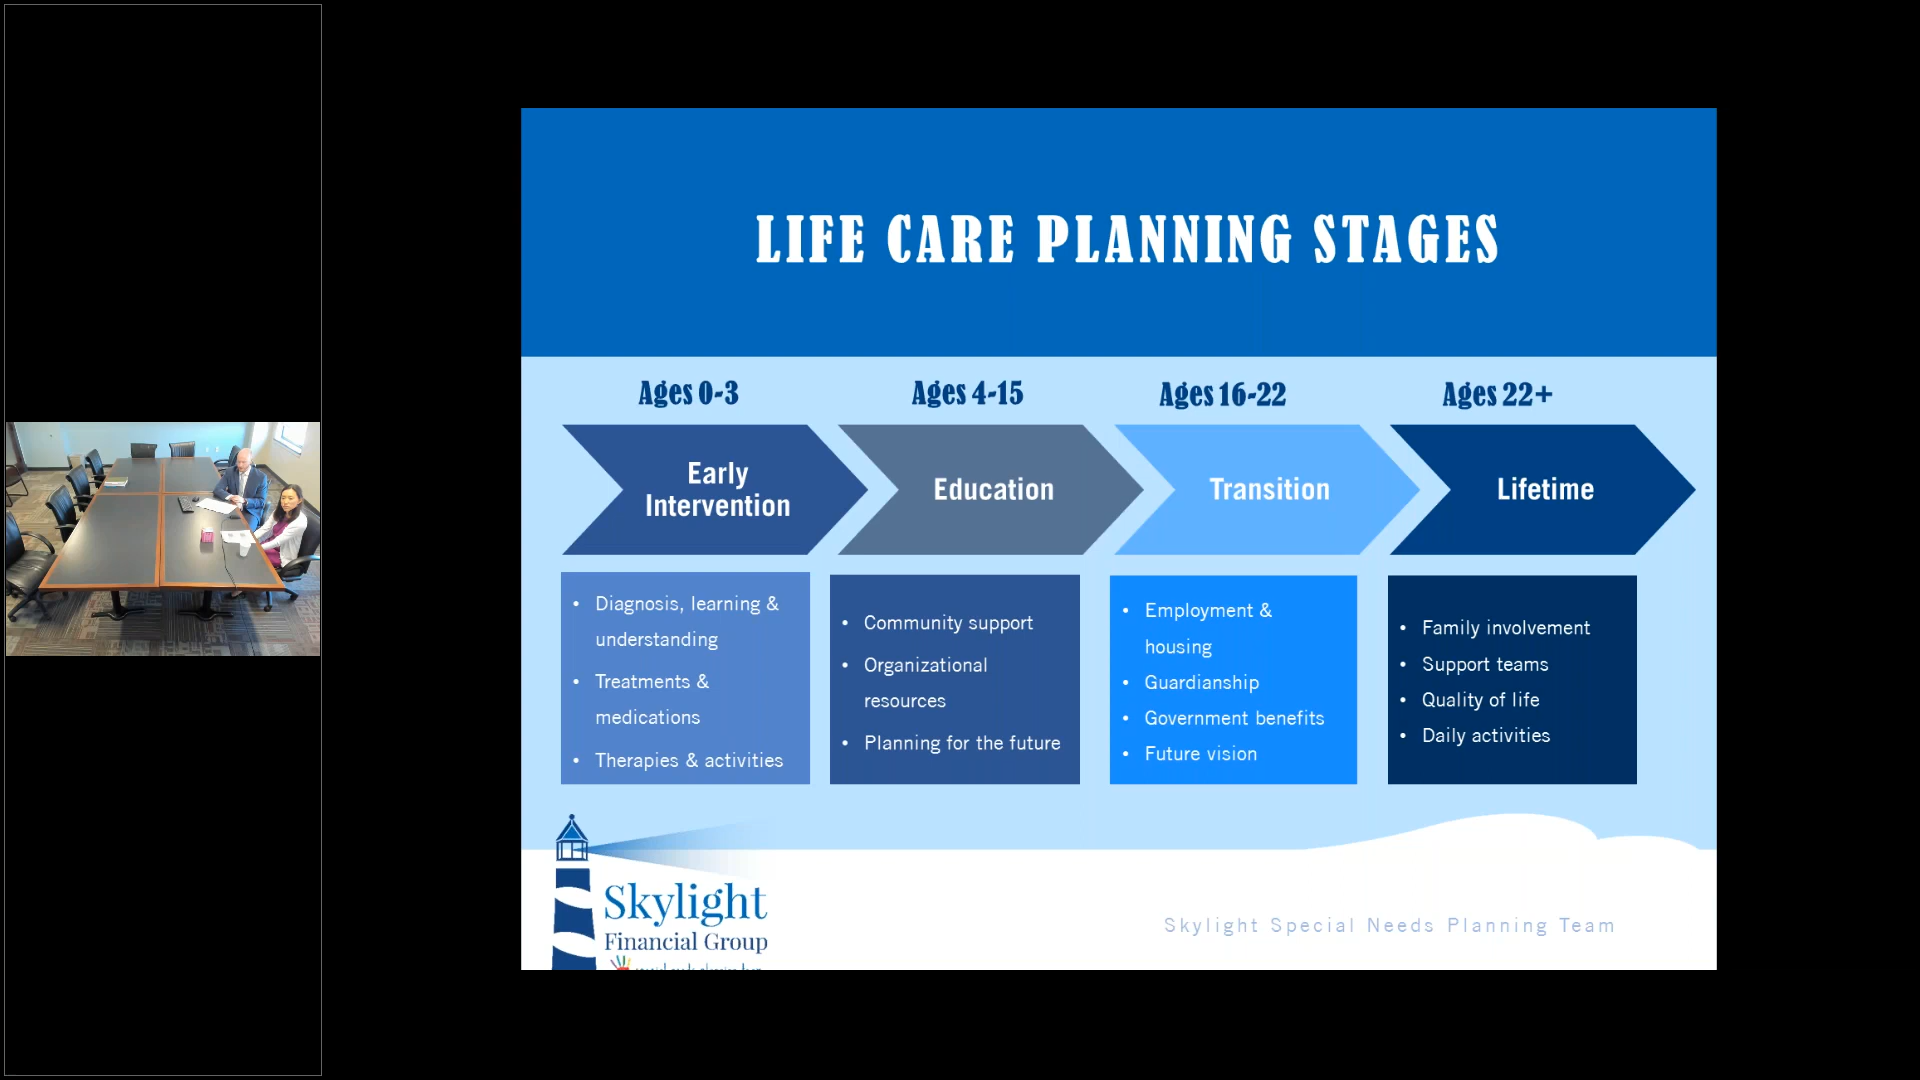 LIFE CARE PLANNING STAGES
Ages 0-3
Early
Intervention
• Diagnosis, learning &
understanding
• Treatments &
medications
• Therapies & activities
Ages 4-15
Education
• Community support
• Organizational
resources
• Planning for the future
Ages 16-22
Transition
• Employment &
housing
• Guardianship
• Government benefits
• Future vision
Ages 22+
Lifetime
• Family involvement
• Support teams
• Quality of life
• Daily activities
Skylight
Financial Group
Skylight Special Needs Planning Team